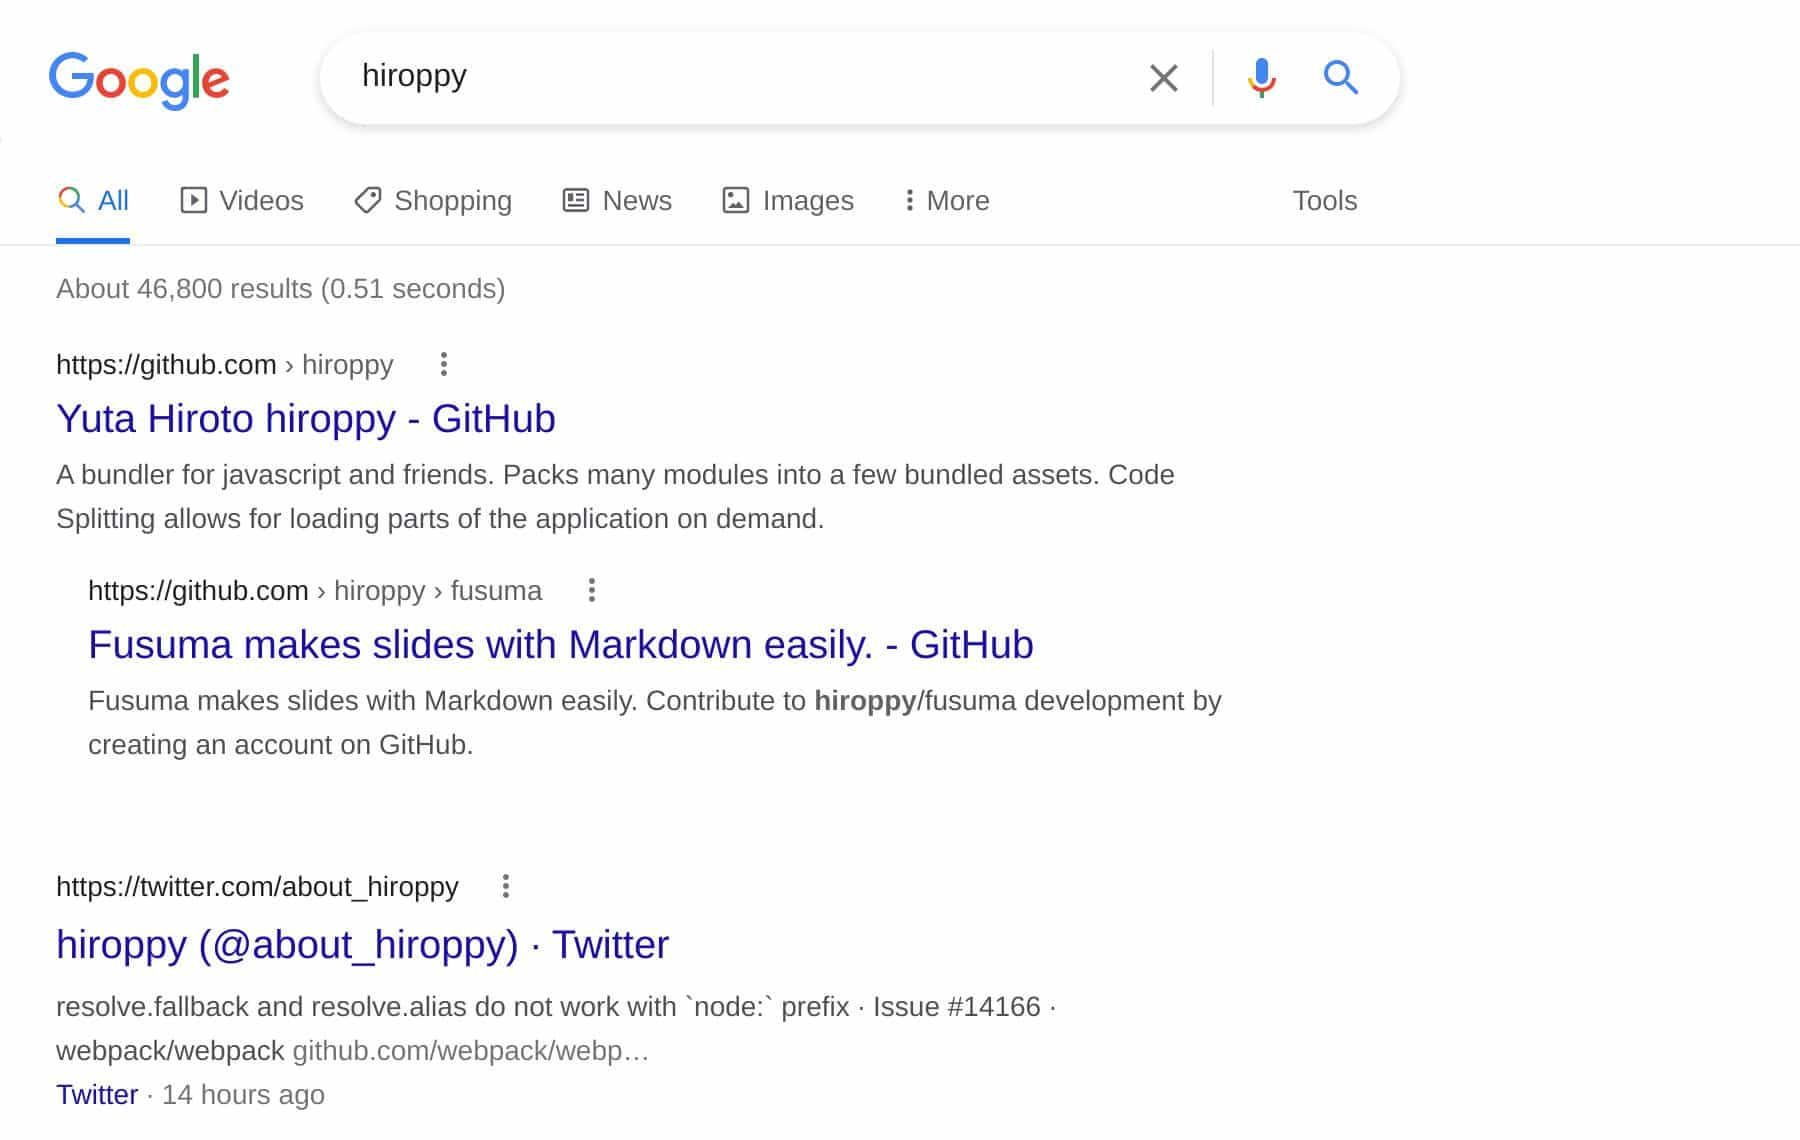 Google
hiroppy
All Videos Shopping News Images More Tools
About 46,800 results (0.51 seconds)
https://github.com › hiroppy
Yuta Hiroto hiroppy - GitHub
A bundler for javascript and friends. Packs many modules into a few bundled assets. Code
Splitting allows for loading parts of the application on demand.
https://github.com › hiroppy › fusuma
Fusuma makes slides with Markdown easily. - GitHub
Fusuma makes slides with Markdown easily. Contribute to hiroppy/fusuma development by
creating an account on GitHub.
https://twitter.com/about_hiroppy
hiroppy (@about_hiroppy) · Twitter
resolve.fallback and resolve.alias do not work with `node:` prefix · Issue #14166 ·
webpack/webpack github.com/webpack/webp…
Twitter · 14 hours ago